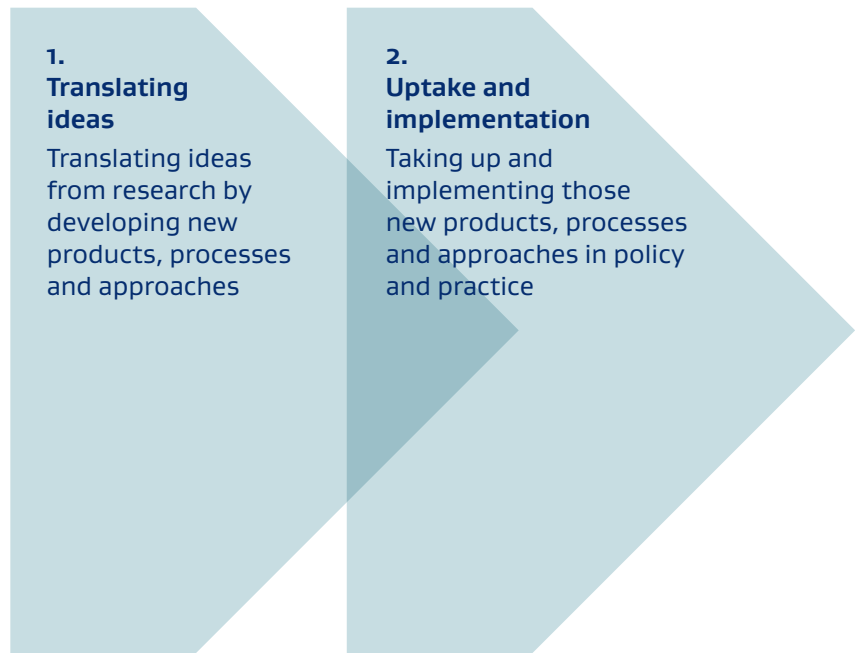 1.
Translating
ideas
Translating ideas
from research by
developing new
products, processes
and approaches
2.
Uptake and
implementation
Taking up and
implementing those
new products, processes
and approaches in policy
and practice